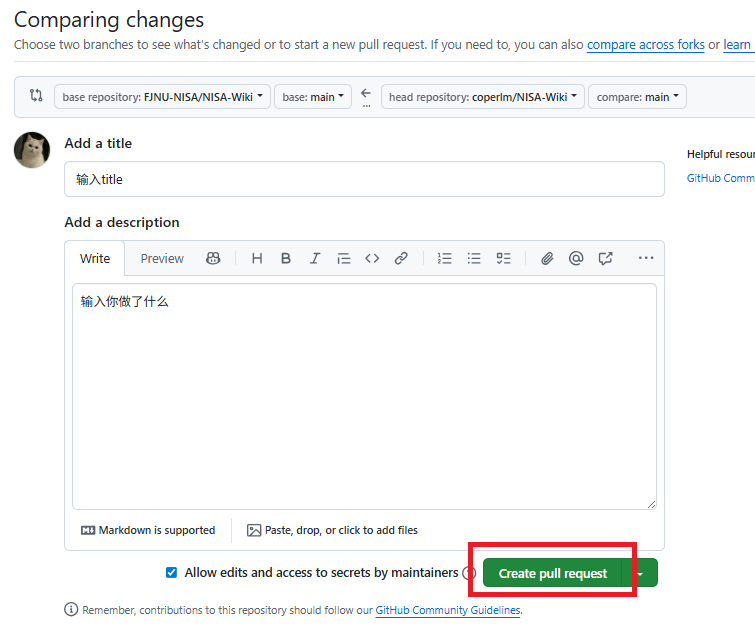 Comparing changes
Choose two branches to see what's changed or to start a new pull request. If you need to, you can also compare across forks or learn
base repository: FJNU-NISA/NISA-Wiki base: main ... head repository: coperlm/NISA-Wiki compare: main
Add a title
Helpful resour
输入title
GitHub Comm
Add a description
Write Preview
输入你做了什么
Markdown is supported Paste, drop, or click to add files
Allow edits and access to secrets by maintainers
Create pull request
Remember, contributions to this repository should follow our GitHub Community Guidelines.